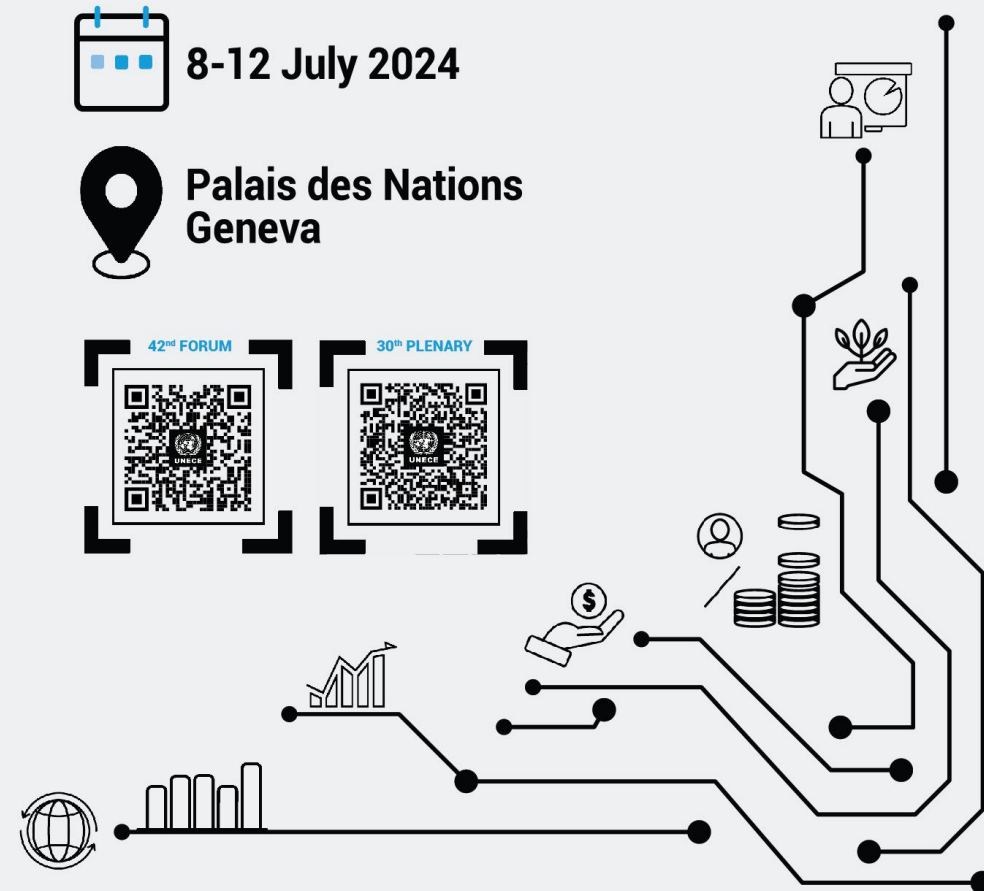 8-12 July 2024
Palais des Nations
Geneva
42nd FORUM
30th PLENARY
UNECE
UNECE
$